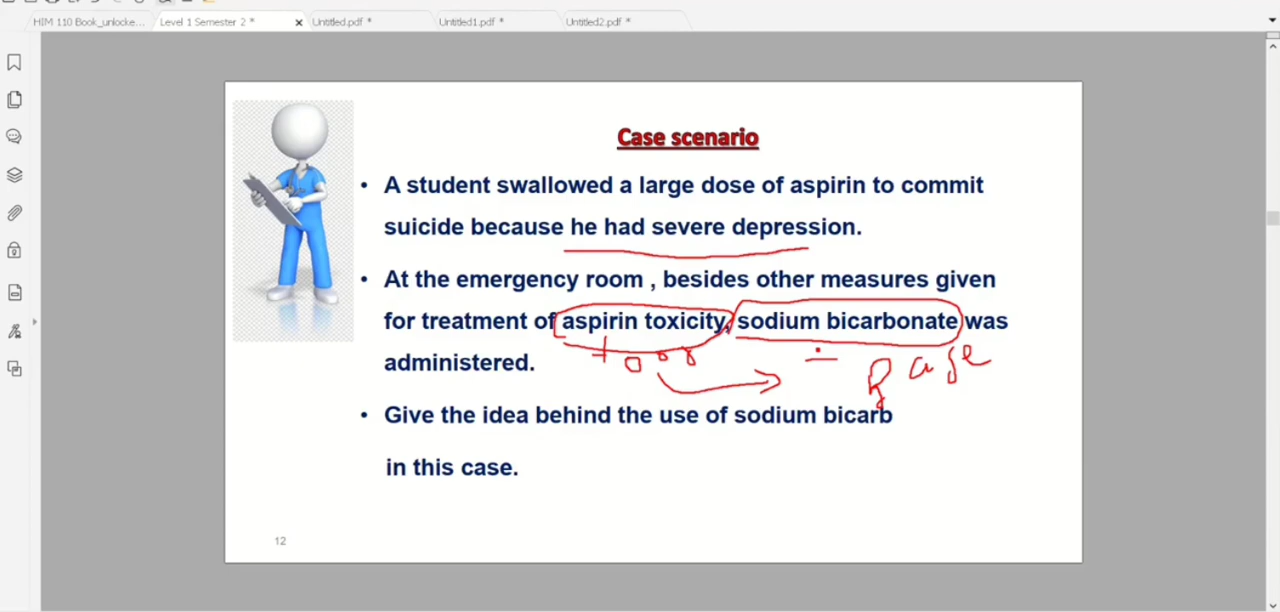 HIM 110 Book_unlocke...
Level 1 Semester 2 *
Untitled.pdf *
Untitled1.pdf *
Untitled2.pdf *
Case scenario
• A student swallowed a large dose of aspirin to commit
suicide because he had severe depression.
• At the emergency room , besides other measures given
for treatment of aspirin toxicity, sodium bicarbonate was
administered.
Base
• Give the idea behind the use of sodium bicarb
in this case.
12